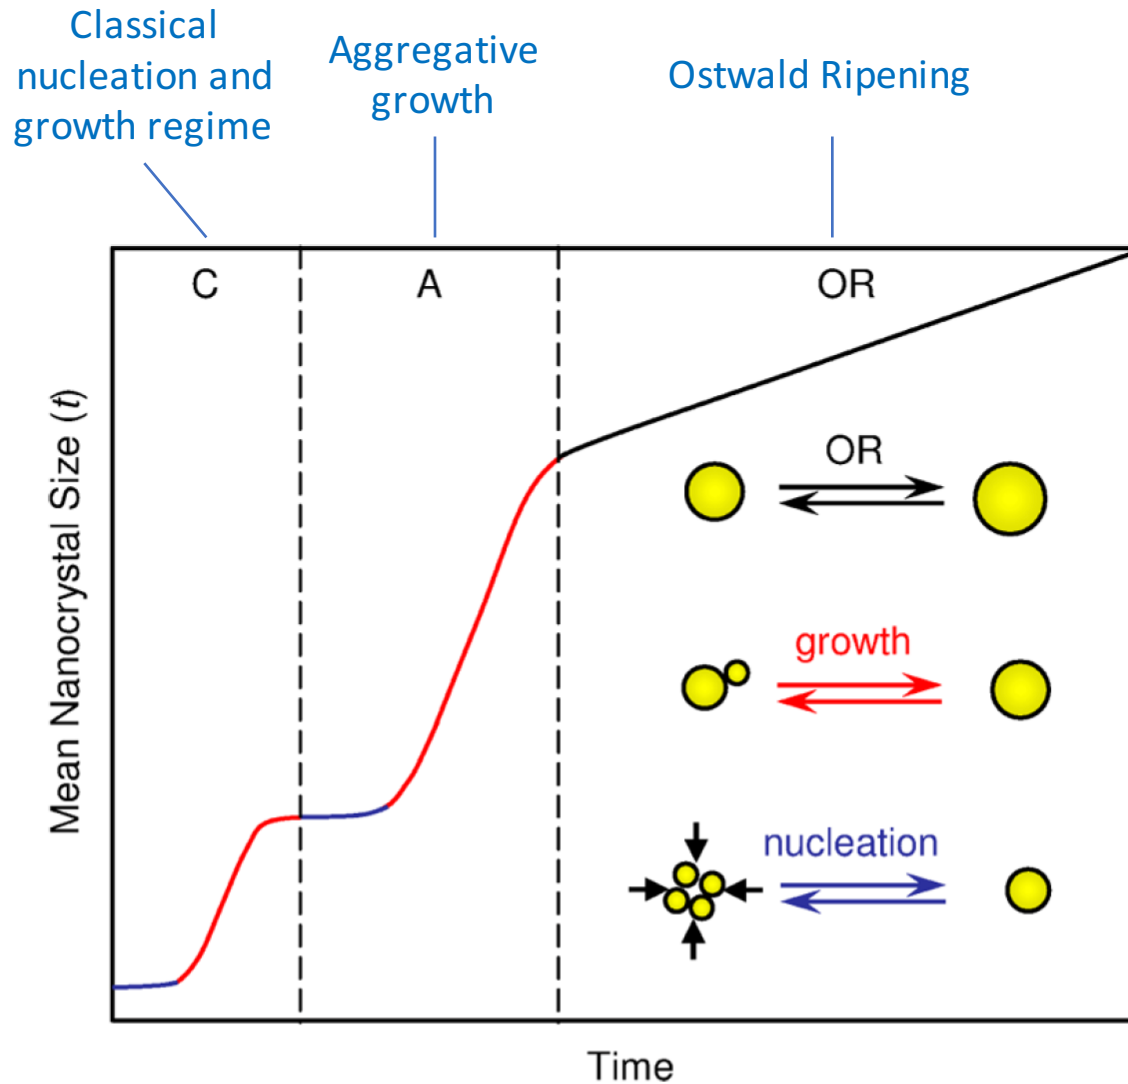 Classical
nucleation and
growth regime
Aggregative
growth
Ostwald Ripening
C
A
OR
Mean Nanocrystal Size (t)
OR
growth
nucleation
Time